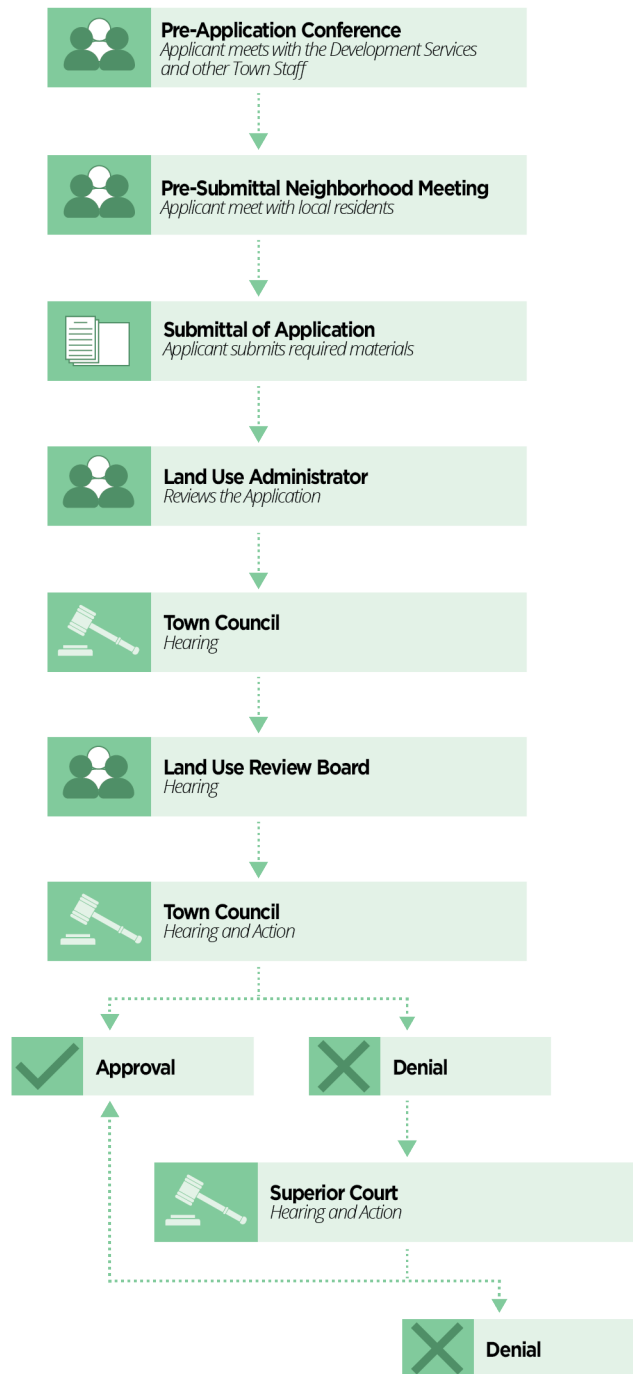 Pre-Application Conference
Applicant meets with the Development Services
and other Town Staff
Pre-Submittal Neighborhood Meeting
Applicant meet with local residents
Submittal of Application
Applicant submits required materials
Land Use Administrator
Reviews the Application
Town Council
Hearing
Land Use Review Board
Hearing
Town Council
Hearing and Action
Approval
Denial
Superior Court
Hearing and Action
Denial